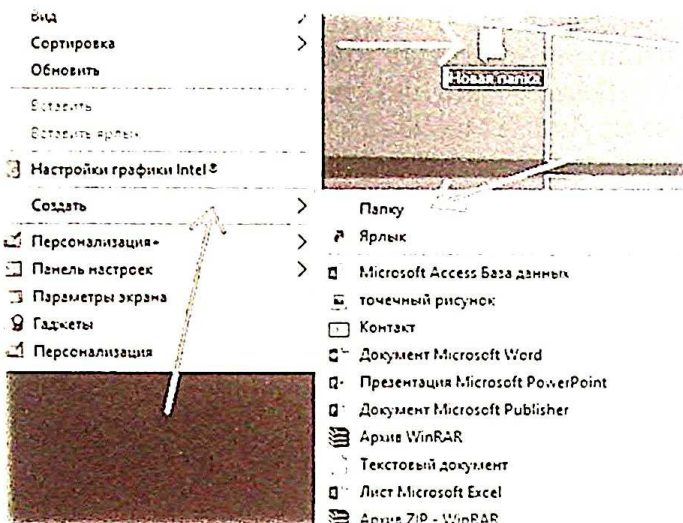 Вид
Сортировка
Обновить
Вставить
Вставить ярлык
Настройки графики Intel®
Создать
Персонализация+
Панель настроек
Параметры экрана
Гаджеты
Персонализация
Новая папка
Папку
Ярлык
Microsoft Access База данных
точечный рисунок
Контакт
Документ Microsoft Word
Презентация Microsoft PowerPoint
Документ Microsoft Publisher
Архив WinRAR
Текстовый документ
Лист Microsoft Excel
Архив ZIP - WinRAR